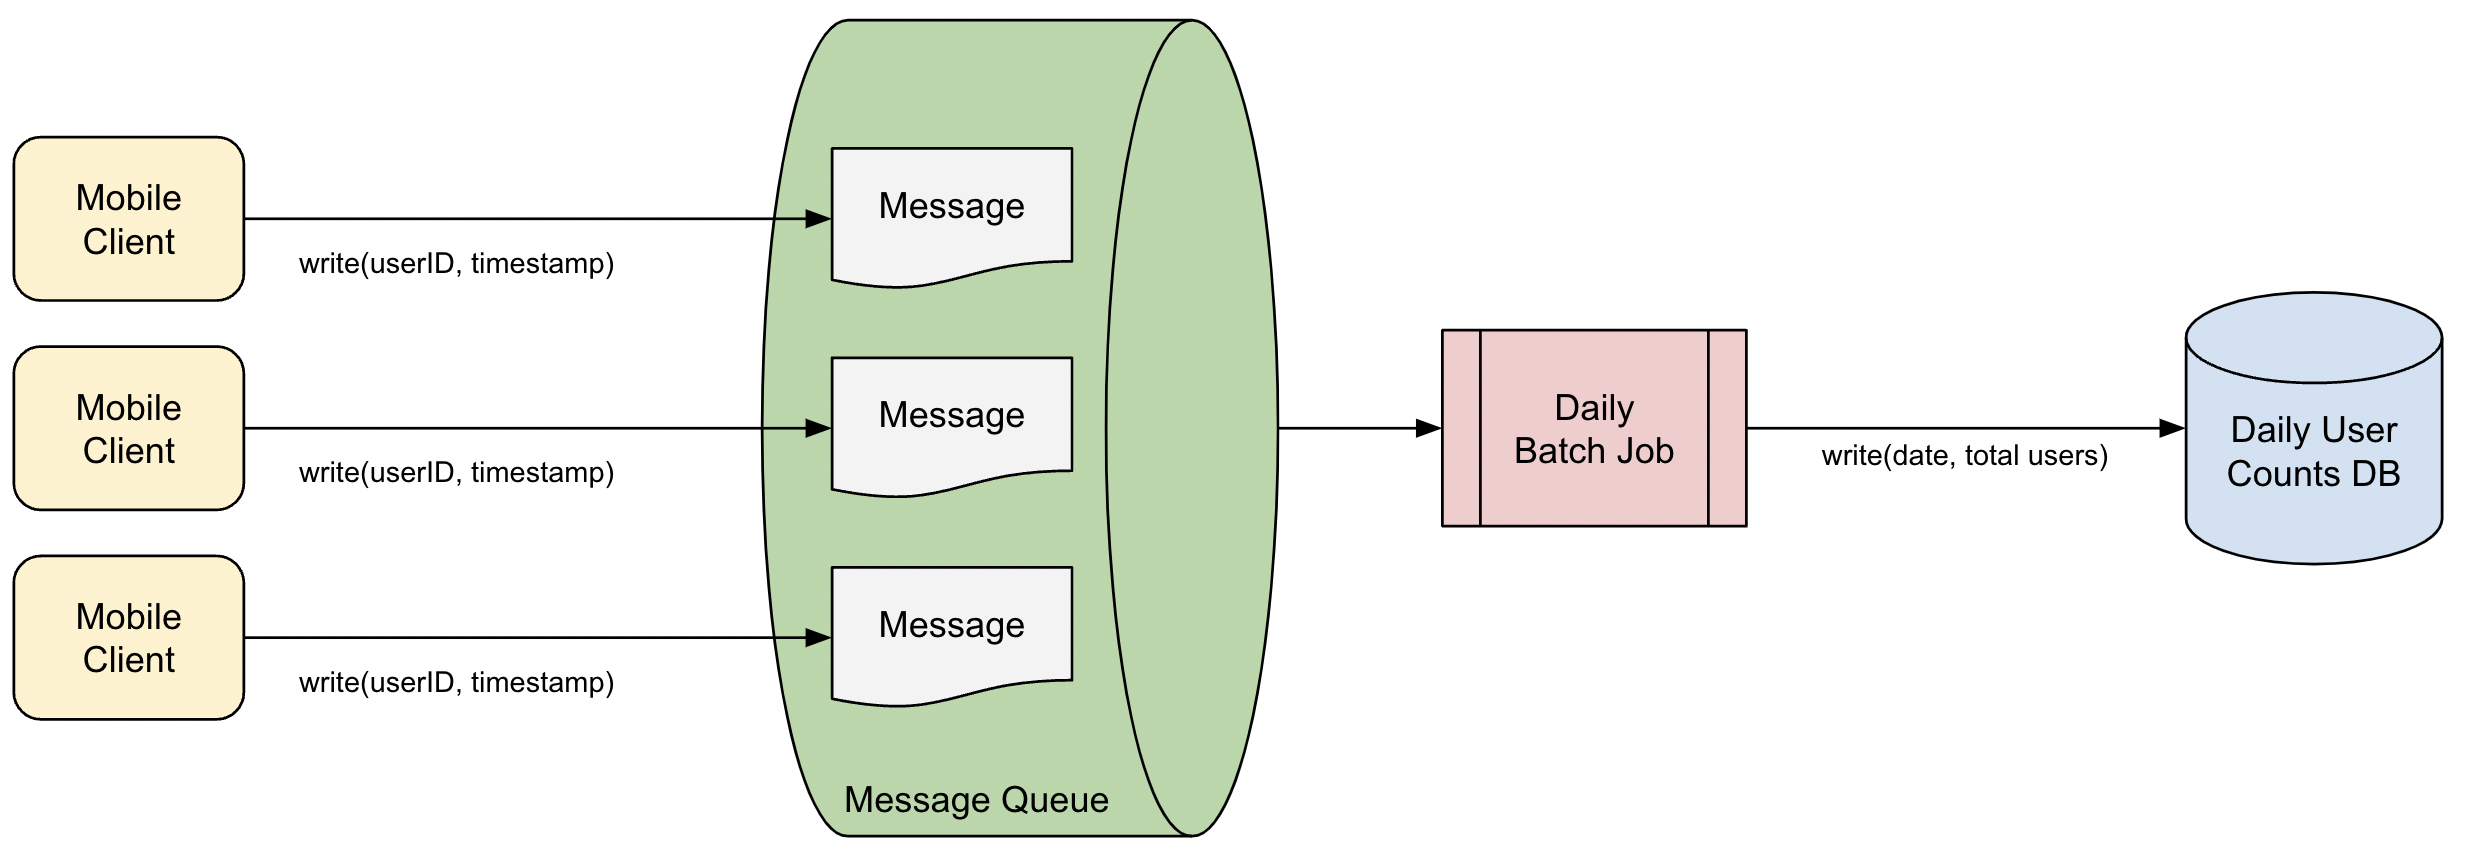 Mobile
Client
write(userID, timestamp)
Message
Mobile
Client
write(userID, timestamp)
Message
Mobile
Client
write(userID, timestamp)
Message
Message Queue
Daily
Batch Job
write(date, total users)
Daily User
Counts DB